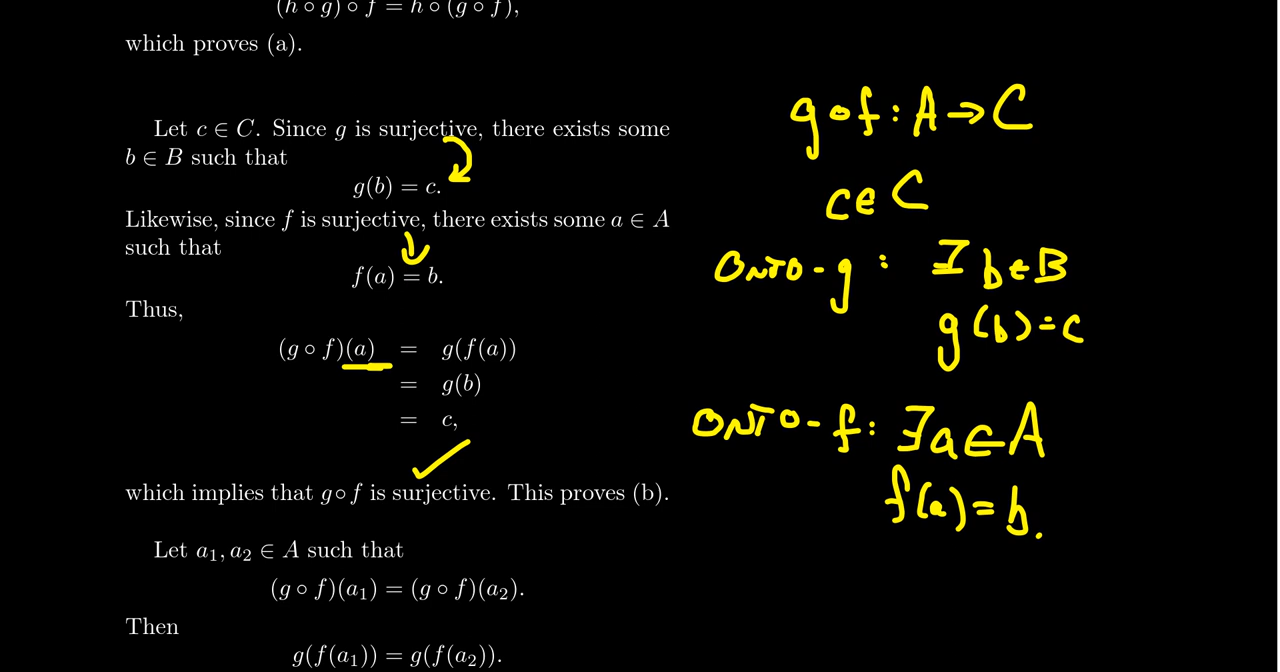 (h ∘ g) ∘ f = h ∘ (g ∘ f),
which proves (a).
Let c ∈ C. Since g is surjective, there exists some
b ∈ B such that
g(b) = c.
Likewise, since f is surjective, there exists some a ∈ A
such that
f(a) = b.
Thus,
(g ∘ f)(a) = g(f(a))
= g(b)
= c,
which implies that g ∘ f is surjective. This proves (b).
Let a₁, a₂ ∈ A such that
(g ∘ f)(a₁) = (g ∘ f)(a₂).
Then
g(f(a₁)) = g(f(a₂)).
g ∘ f : A → C
c ∈ C
ONTO - g : ∃ b ∈ B
g(b) = c
ONTO - f : ∃ a ∈ A
f(a) = b.